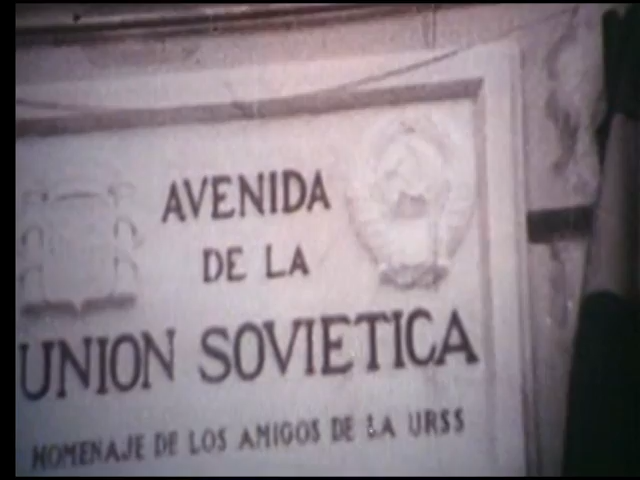 AVENIDA
DE LA
UNION SOVIETICA
HOMENAJE DE LOS AMIGOS DE LA URSS